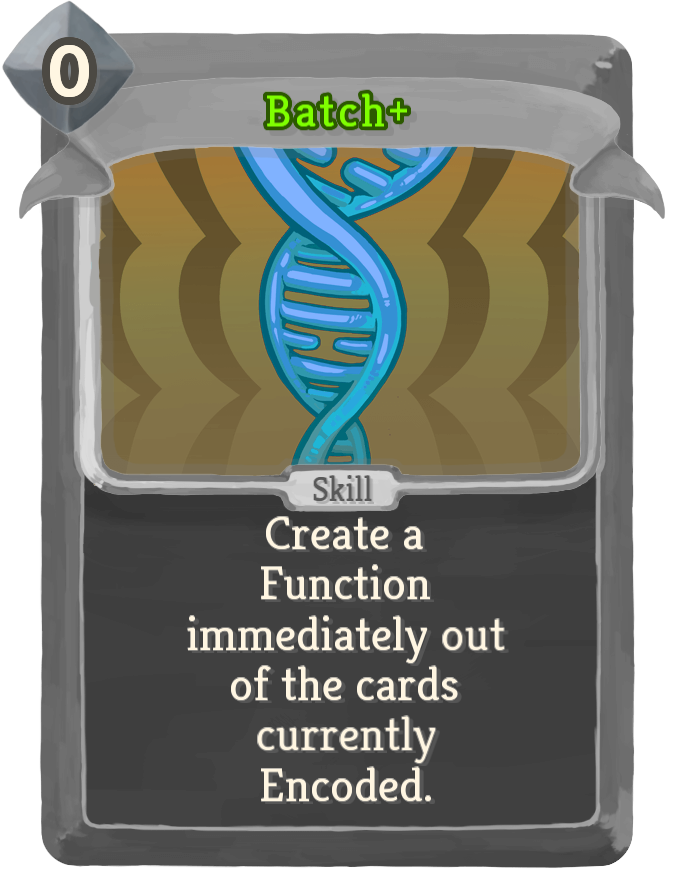 0
Batch+
Skill
Create a
Function
immediately out
of the cards
currently
Encoded.